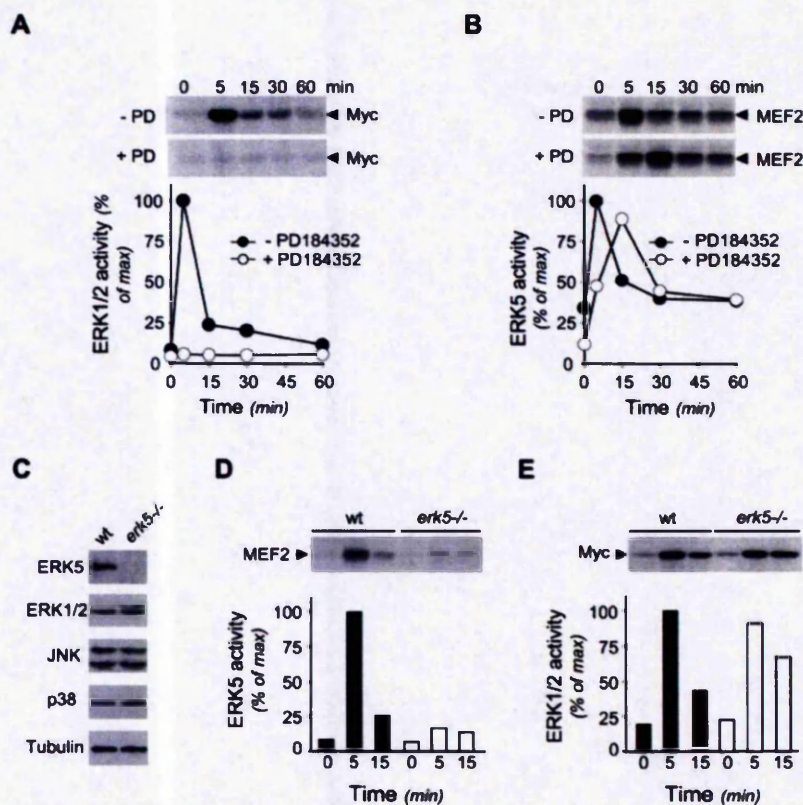 A
0 5 15 30 60 min
- PD Myc
+ PD Myc
ERK1/2 activity (% of max)
100
75
50
25
0
- PD184352
+ PD184352
0 15 30 45 60
Time (min)
B
0 5 15 30 60 min
- PD MEF2
+ PD MEF2
ERK5 activity (% of max)
100
75
50
25
0
- PD184352
+ PD184352
0 15 30 45 60
Time (min)
C
wt erk5-/-
ERK5
ERK1/2
JNK
p38
Tubulin
D
wt erk5-/-
MEF2
ERK5 activity (% of max)
100
75
50
25
0
0 5 15 0 5 15
Time (min)
E
wt erk5-/-
Myc
ERK1/2 activity (% of max)
100
75
50
25
0
0 5 15 0 5 15
Time (min)